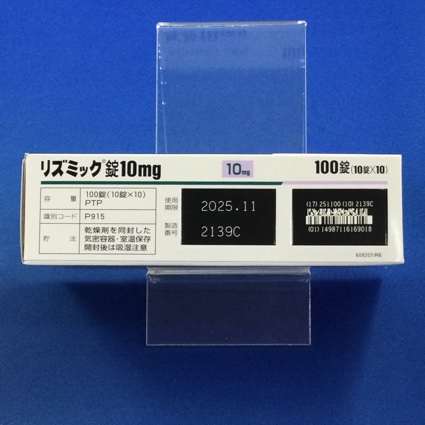 リズミック®錠10mg
10mg
100錠(10錠×10)
容量
100錠(10錠×10)
PTP
識別コード
P915
貯法
乾燥剤を同封した
気密容器・室温保存
開封後は吸湿注意
使用
期限
2025.11
製造
番号
2139C
(17) 251100 (10) 2139C
(01) 14987116169018